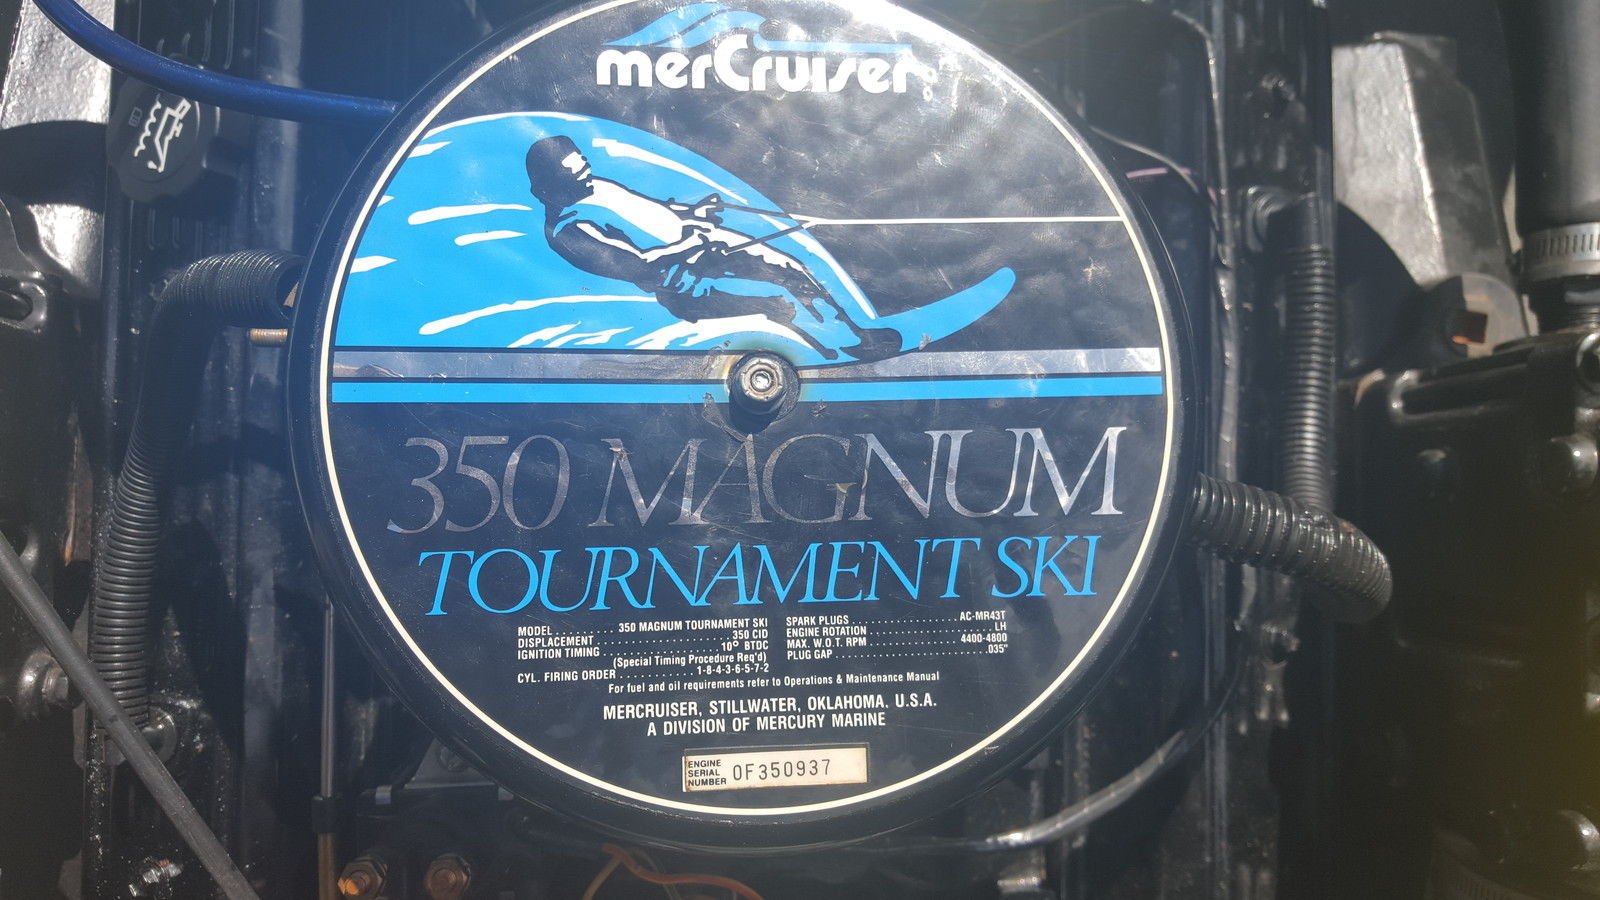 merCruiser
350 MAGNUM
TOURNAMENT SKI
MODEL......... 350 MAGNUM TOURNAMENT SKI
DISPLACEMENT ...................350 CID
IGNITION TIMING .................10° BTDC
(Special Timing Procedure Req'd)
CYL. FIRING ORDER ...........1-8-4-3-6-5-7-2
SPARK PLUGS ................AC-MR43T
ENGINE ROTATION ...................LH
MAX. W.O.T. RPM ..............4400-4800
PLUG GAP .......................035"
For fuel and oil requirements refer to Operations & Maintenance Manual
MERCRUISER, STILLWATER, OKLAHOMA, U.S.A.
A DIVISION OF MERCURY MARINE
ENGINE
SERIAL
NUMBER 0F350937